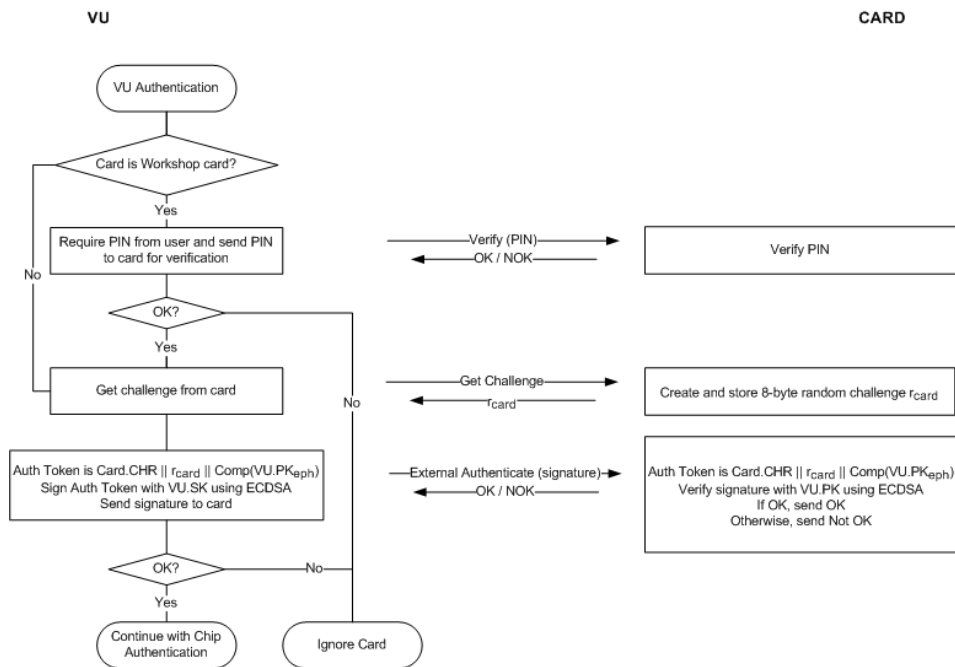 VU
CARD
VU Authentication
Card is Workshop card?
Yes
Require PIN from user and send PIN
to card for verification
Verify (PIN)
OK / NOK
Verify PIN
No
OK?
Yes
Get challenge from card
No
Get Challenge
rcard
Create and store 8-byte random challenge rcard
Auth Token is Card.CHR || rcard || Comp(VU.PKeph)
Sign Auth Token with VU.SK using ECDSA
Send signature to card
External Authenticate (signature)
OK / NOK
Auth Token is Card.CHR || rcard || Comp(VU.PKeph)
Verify signature with VU.PK using ECDSA
If OK, send OK
Otherwise, send Not OK
OK?
No
Yes
Continue with Chip
Authentication
Ignore Card